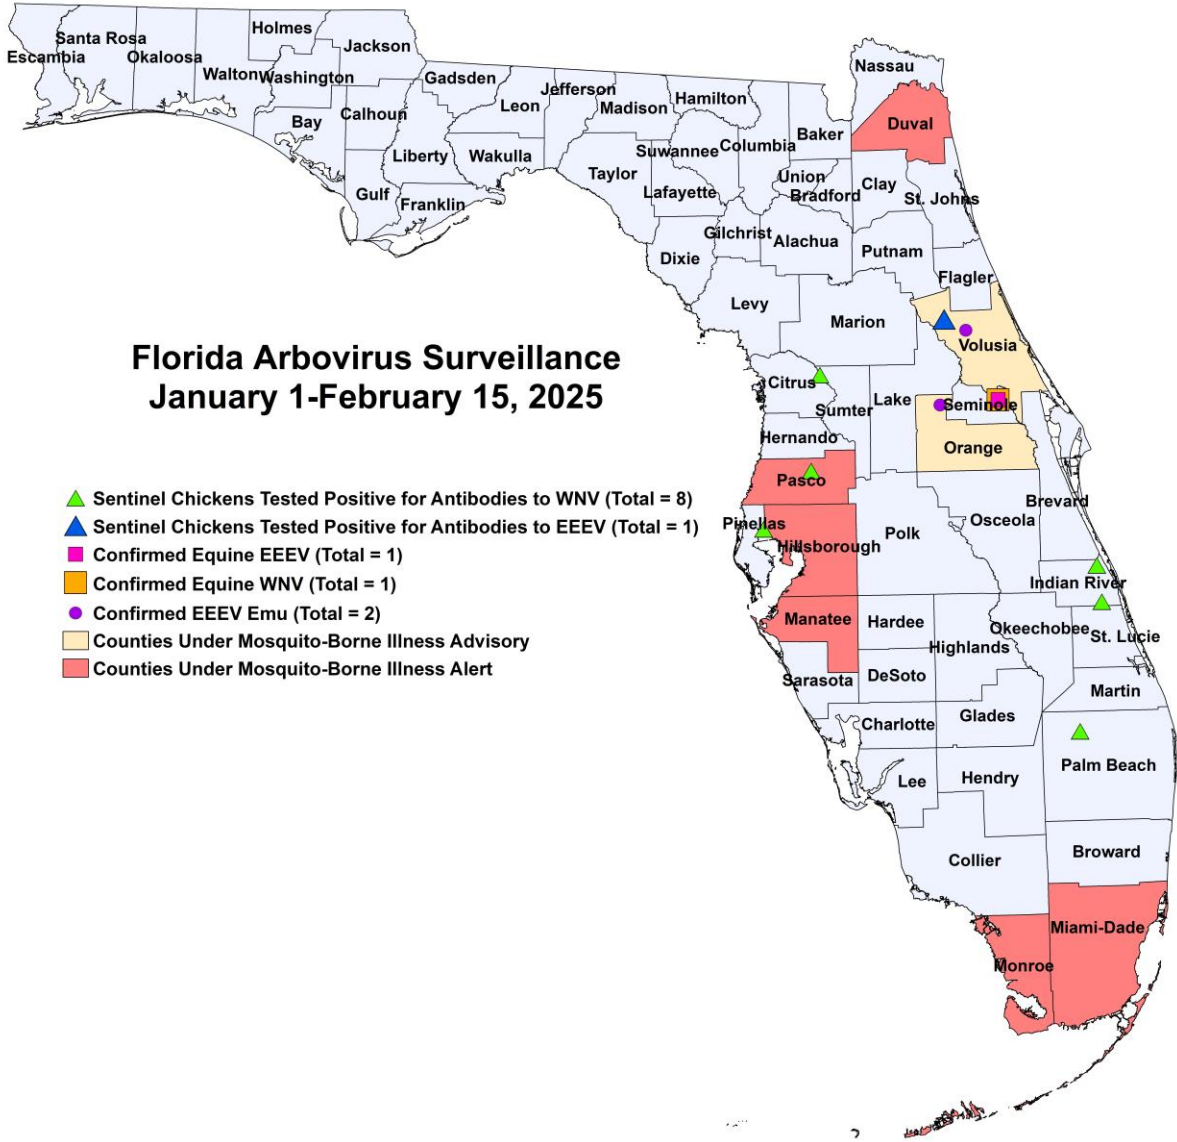 Holmes
Santa Rosa
Jackson
Escambia
Okaloosa
Walton
Washington
Gadsden
Nassau
Jefferson
Leon
Madison
Hamilton
Calhoun
Bay
Duval
Baker
Suwannee
Columbia
Liberty
Wakulla
Taylor
Union
Clay
Lafayette
Bradford
Gulf
Franklin
St. Johns
Gilchrist
Alachua
Putnam
Dixie
Flagler
Levy
Marion
Volusia
Florida Arbovirus Surveillance
January 1-February 15, 2025
Citrus
Sumter
Lake
Seminole
Hernando
Orange
Pasco
Brevard
Osceola
Pinellas
Polk
Hillsborough
Indian River
Manatee
Hardee
Okeechobee
St. Lucie
Highlands
Sarasota
DeSoto
Martin
Charlotte
Glades
Palm Beach
Lee
Hendry
Collier
Broward
Miami-Dade
Monroe
Sentinel Chickens Tested Positive for Antibodies to WNV (Total = 8)
Sentinel Chickens Tested Positive for Antibodies to EEEV (Total = 1)
Confirmed Equine EEEV (Total = 1)
Confirmed Equine WNV (Total = 1)
Confirmed EEEV Emu (Total = 2)
Counties Under Mosquito-Borne Illness Advisory
Counties Under Mosquito-Borne Illness Alert